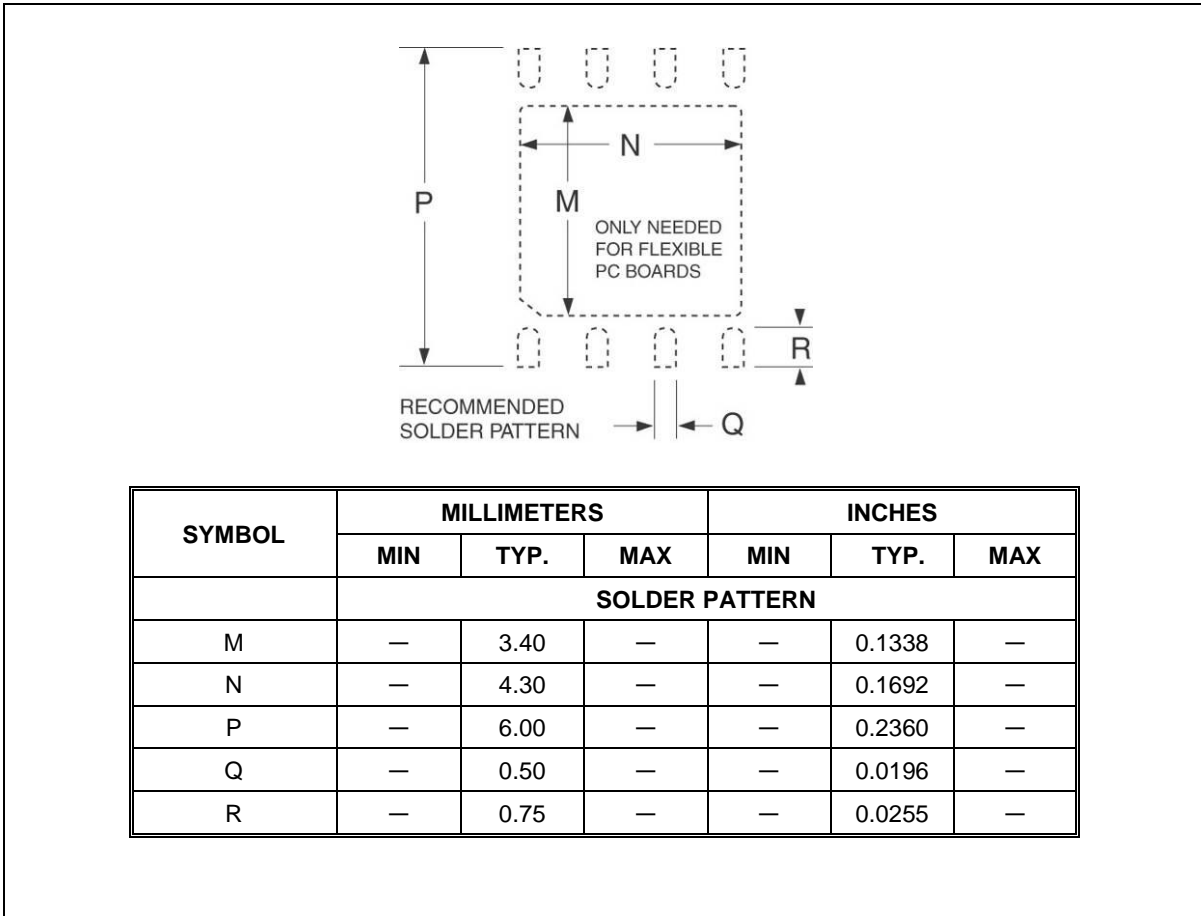 P
N
M
ONLY NEEDED
FOR FLEXIBLE
PC BOARDS
R
RECOMMENDED
SOLDER PATTERN
Q
SYMBOL MILLIMETERS INCHES
MIN TYP. MAX MIN TYP. MAX
SOLDER PATTERN
M — 3.40 — — 0.1338 —
N — 4.30 — — 0.1692 —
P — 6.00 — — 0.2360 —
Q — 0.50 — — 0.0196 —
R — 0.75 — — 0.0255 —